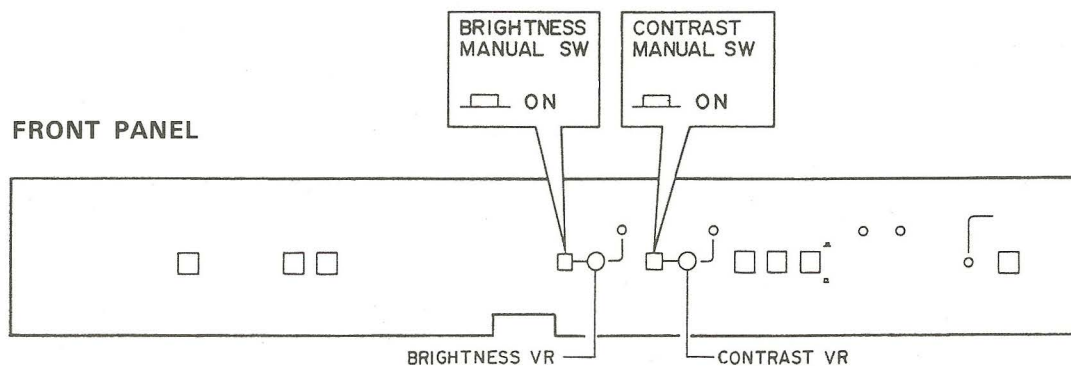 BRIGHTNESS
MANUAL SW
ON
CONTRAST
MANUAL SW
ON
FRONT PANEL
BRIGHTNESS VR
CONTRAST VR